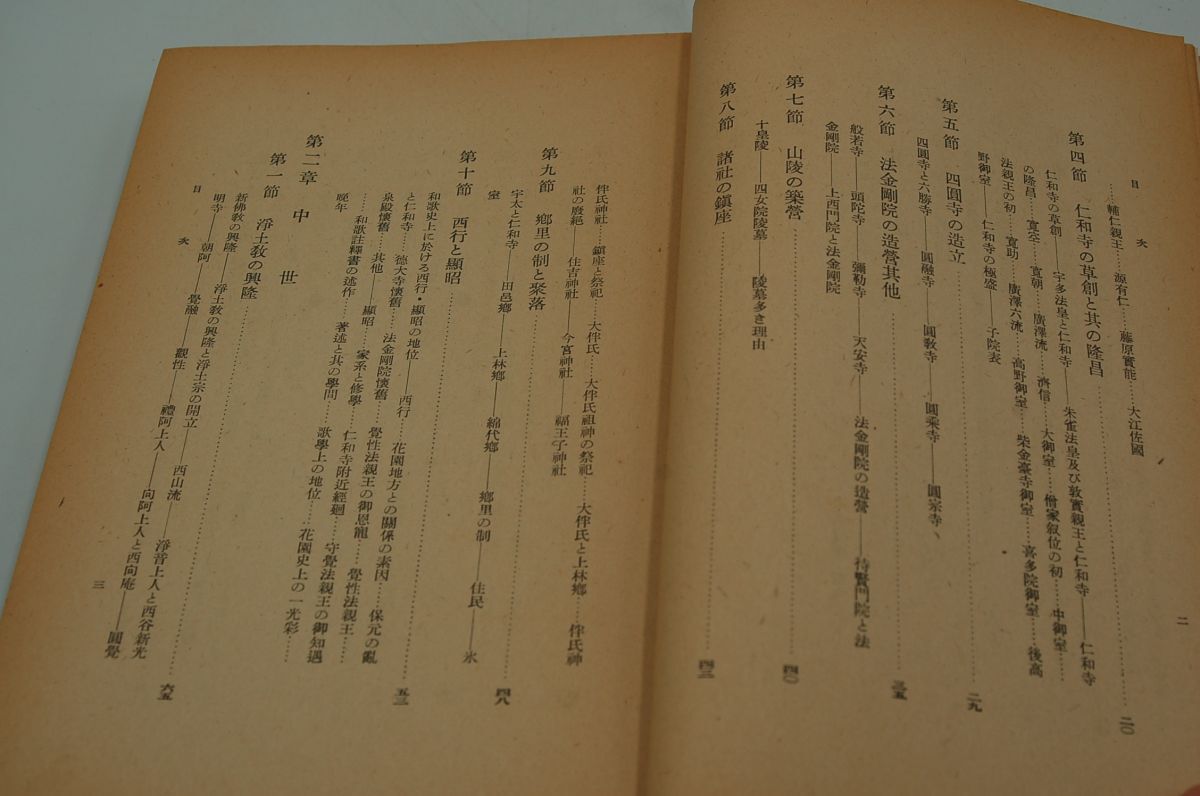 目次
二
……輔仁親王……源有仁……藤原實能……大江佐國
第四節 仁和寺の草創と其の隆昌……二〇
仁和寺の草創――宇多法皇と仁和寺――朱雀法皇及び敦實親王と仁和寺――仁和寺
の隆昌……寬空……寬朝……廣澤流……濟信……大御室……僧家叙位の初……中御室……
法親王の初……寬助……廣澤六流……高野御室……紫金臺寺御室……喜多院御室……後高
野御室――仁和寺の極盛――子院表
第五節 四圓寺の造立……二九
四圓寺と六勝寺――圓融寺――圓敎寺――圓乘寺――圓宗寺
第六節 法金剛院の造營其他……三五
般若寺――頭陀寺――彌勒寺――天安寺――法金剛院の造營――待賢門院と法
金剛院――上西門院と法金剛院
第七節 山陵の築營……四〇
十皇陵――四女院陵墓――陵墓多き理由
第八節 諸社の鎭座……四三
伴氏神社……鎭座と祭祀……大伴氏……大伴氏祖神の祭祀……大伴氏と上林鄕……伴氏神
社の廢絕――住吉神社――今宮神社――福王子神社
第九節 鄕里の制と聚落……四八
宇太と仁和寺――田邑鄕――上林鄕――綿代鄕――鄕里の制――住民――氷
室
第十節 西行と顯昭……五三
和歌史上に於ける西行・顯昭の地位――西行……花園地方との關係の素因……保元の亂
と仁和寺……德大寺懷舊……法金剛院懷舊……覺性法親王の御恩寵……覺性法親王……
泉殿懷舊……其他――顯昭……家系と修學……仁和寺附近經廻……守覺法親王の御知遇
……和歌註釋書の述作……著述と其の學問……歌學上の地位……花園史上の一光彩……
晚年
第二章 中世
第一節 淨土敎の興隆……六五
新佛敎の興隆……淨土敎の興隆と淨土宗の開立――西山流――淨音上人と西谷新光
明寺――朝阿――覺融――觀性――禮阿上人――向阿上人と西向庵――圓覺
目次
三